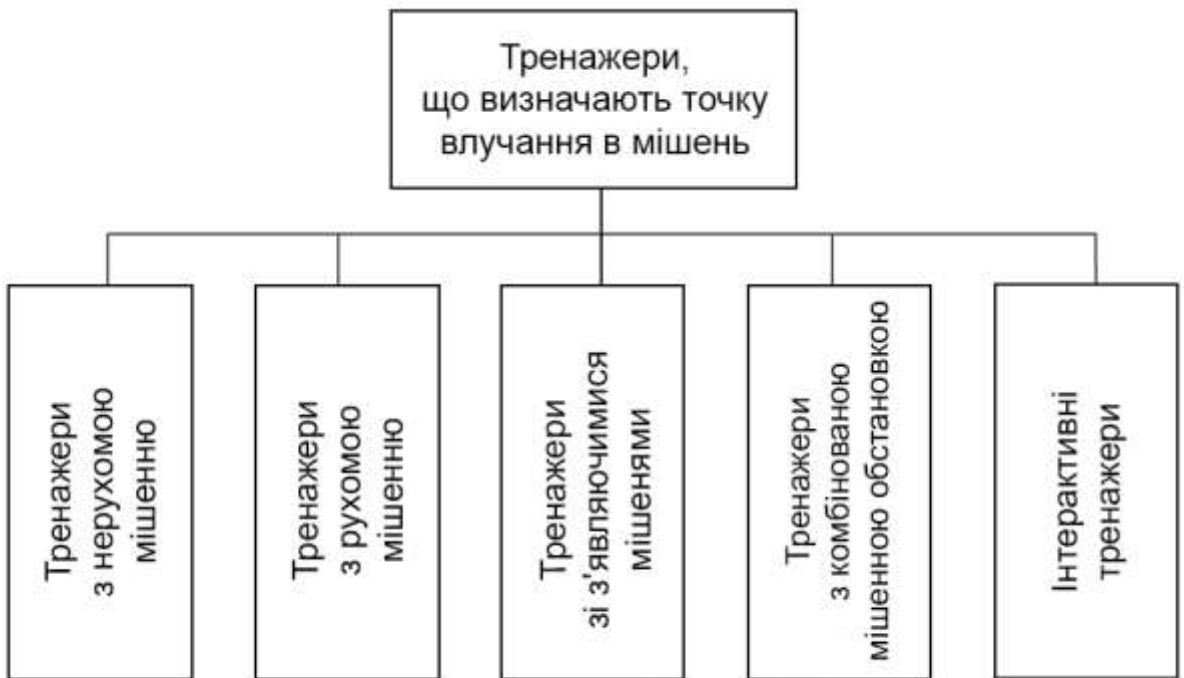 Тренажери,
що визначають точку
влучання в мішень
Тренажери
з нерухомою
мішенню
Тренажери
з рухомою
мішенню
Тренажери
зі з'являючимися
мішенями
Тренажери
з комбінованою
мішенною обстановкою
Інтерактивні
тренажери